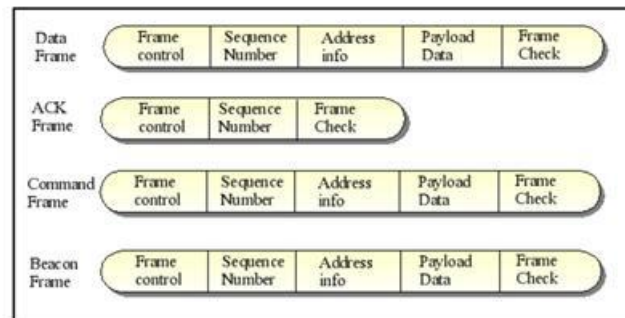 Data Frame
Frame control
Sequence Number
Address info
Payload Data
Frame Check
ACK Frame
Frame control
Sequence Number
Frame Check
Command Frame
Frame control
Sequence Number
Address info
Payload Data
Frame Check
Beacon Frame
Frame control
Sequence Number
Address info
Payload Data
Frame Check